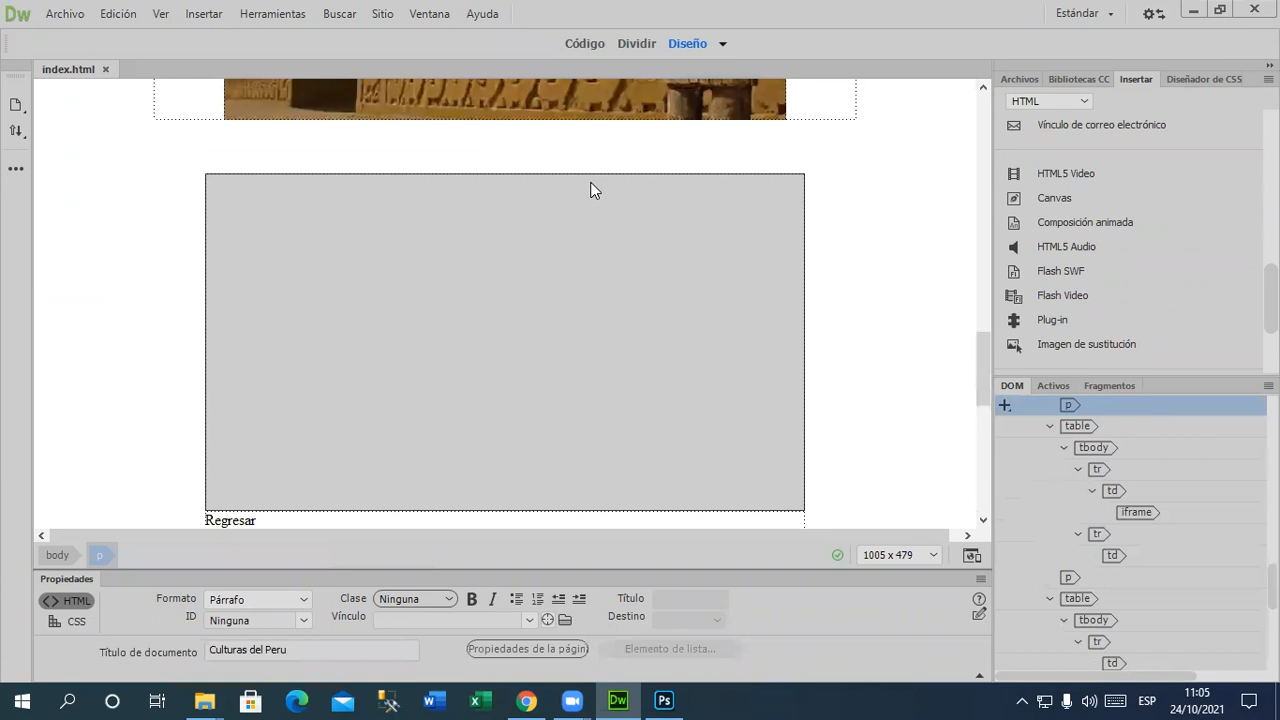 Dw Archivo Edición Ver Insertar Herramientas Buscar Sitio Ventana Ayuda Estándar
Código Dividir Diseño
index.html
Archivos Bibliotecas CC Insertar Diseñador de CSS
HTML
Vínculo de correo electrónico
HTML5 Video
Canvas
Composición animada
HTML5 Audio
Flash SWF
Flash Video
Plug-in
Imagen de sustitución
DOM Activos Fragmentos
p
table
tbody
tr
td
iframe
tr
td
p
table
tbody
tr
td
Regresar
body p 1005 x 479
Propiedades
HTML Formato Párrafo Clase Ninguna B I Título
CSS ID Ninguna Vínculo Destino
Título de documento Culturas del Peru Propiedades de la págin Elemento de lista...
W X Dw Ps ESP 11:05
24/10/2021